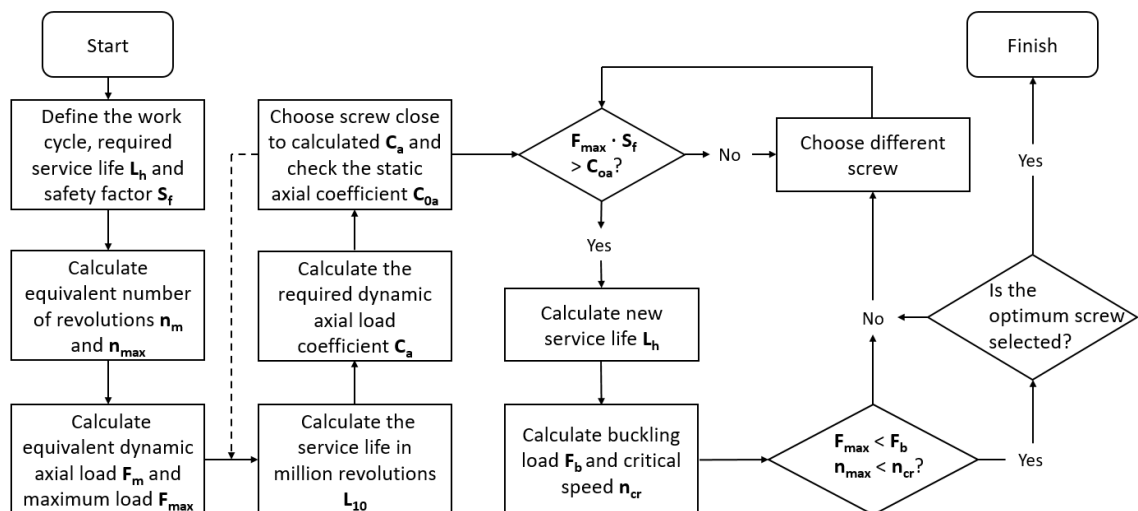 Start
Define the work
cycle, required
service life Lh and
safety factor Sf
Calculate
equivalent number
of revolutions nm
and nmax
Calculate
equivalent dynamic
axial load Fm and
maximum load Fmax
Calculate the
service life in
million revolutions
L10
Calculate the
required dynamic
axial load
coefficient Ca
Choose screw close
to calculated Ca and
check the static
axial coefficient C0a
Fmax · Sf
> Coa?
No
Choose different
screw
Yes
Calculate new
service life Lh
Calculate buckling
load Fb and critical
speed ncr
Fmax < Fb
nmax < ncr?
No
Yes
Is the
optimum screw
selected?
Yes
Finish